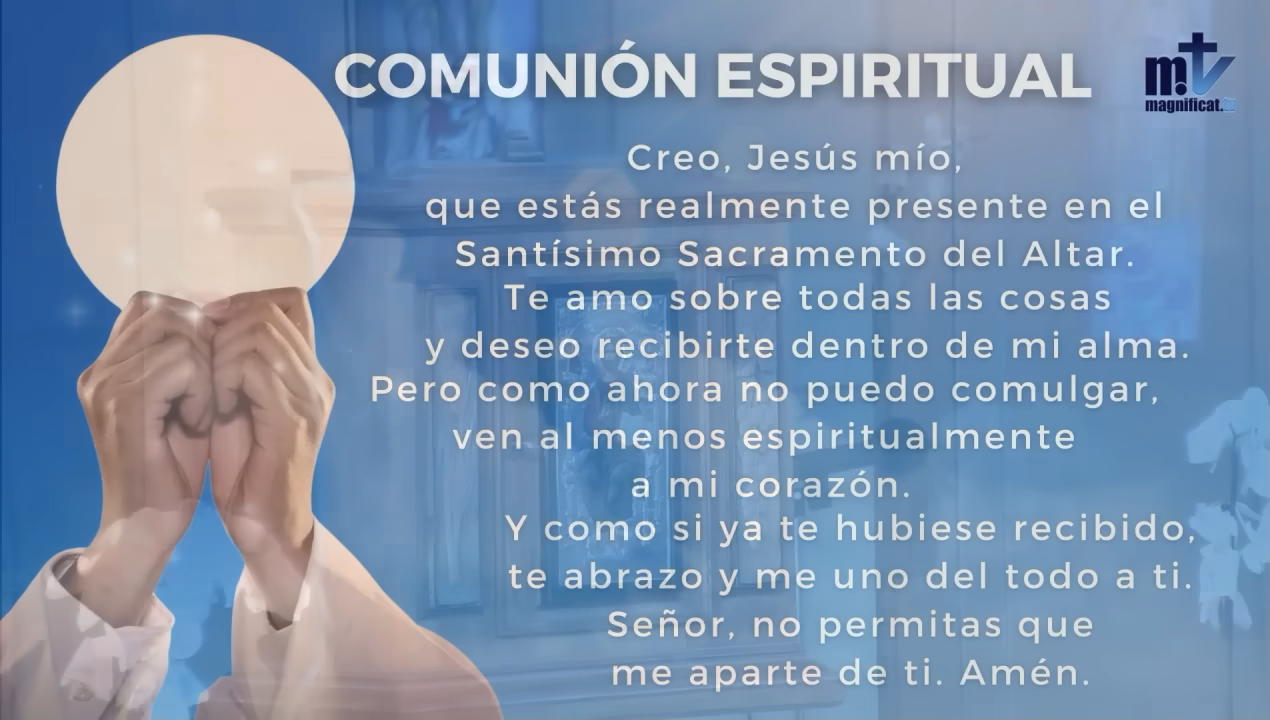 COMUNIÓN ESPIRITUAL
m.v
magnificat.tv
Creo, Jesús mío,
que estás realmente presente en el
Santísimo Sacramento del Altar.
Te amo sobre todas las cosas
y deseo recibirte dentro de mi alma.
Pero como ahora no puedo comulgar,
ven al menos espiritualmente
a mi corazón.
Y como si ya te hubiese recibido,
te abrazo y me uno del todo a ti.
Señor, no permitas que
me aparte de ti. Amén.